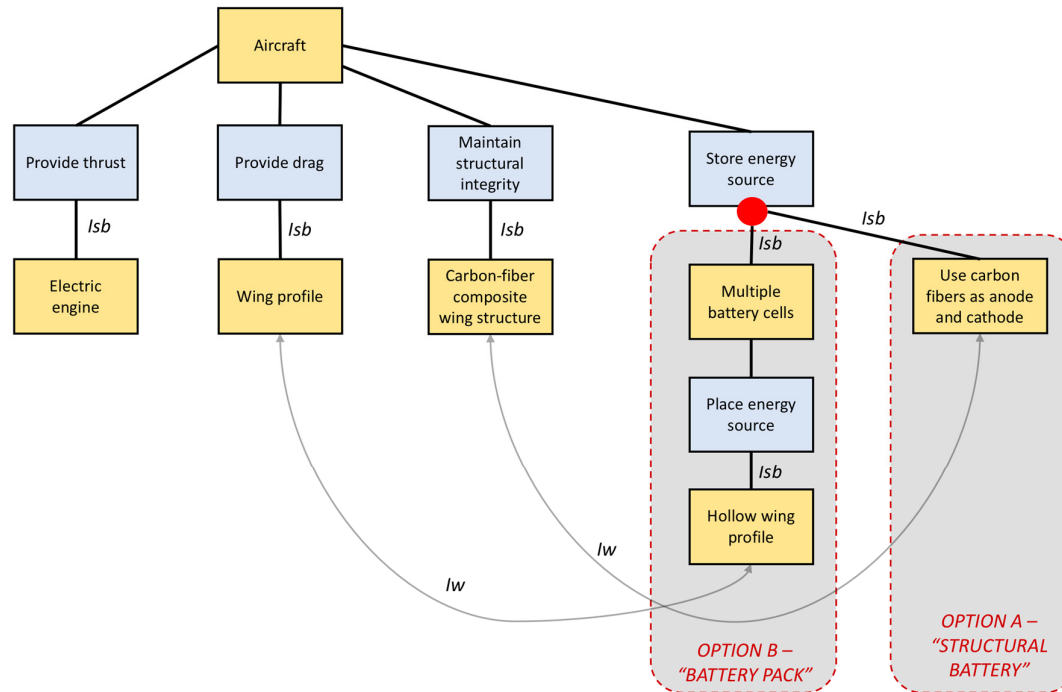 Aircraft
Provide thrust
Provide drag
Maintain
structural
integrity
Store energy
source
Isb
Isb
Isb
Isb
Isb
Electric
engine
Wing profile
Carbon-fiber
composite
wing structure
Multiple
battery cells
Use carbon
fibers as anode
and cathode
Place energy
source
Isb
Hollow wing
profile
Iw
Iw
OPTION B –
“BATTERY PACK”
OPTION A –
“STRUCTURAL
BATTERY”